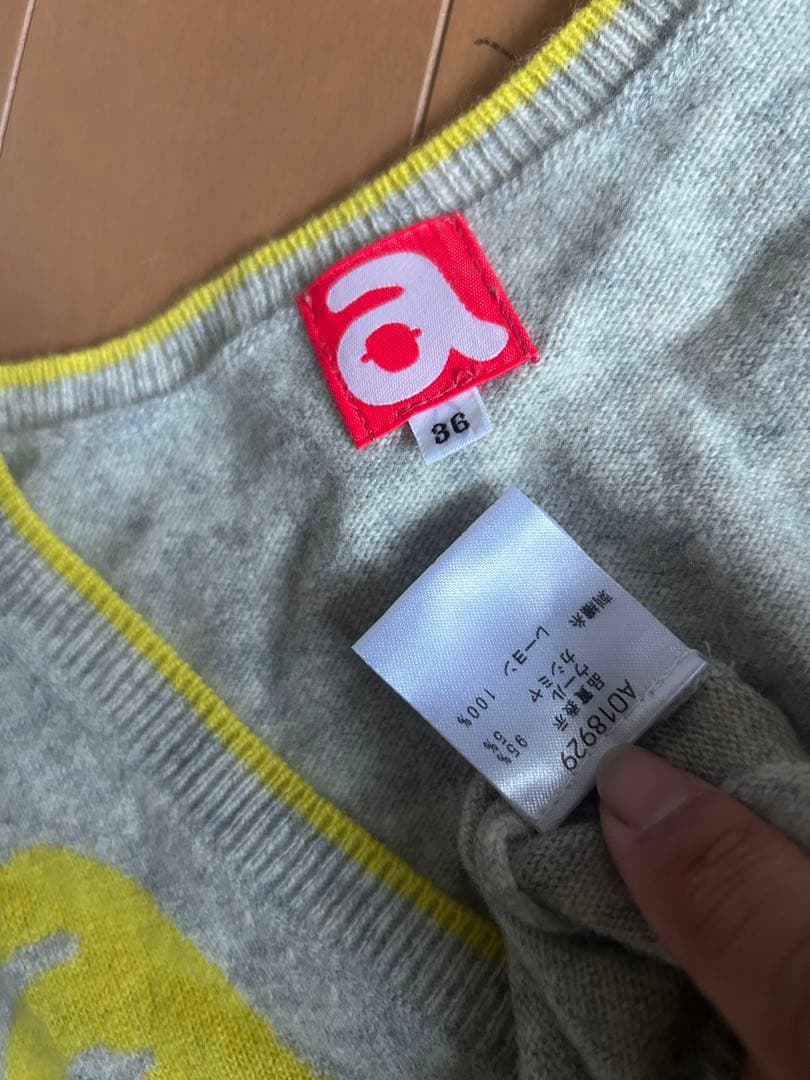 a
36
A018929
品質表示
ウール 95%
カシミヤ 5%
レーヨン 100%
刺繍糸